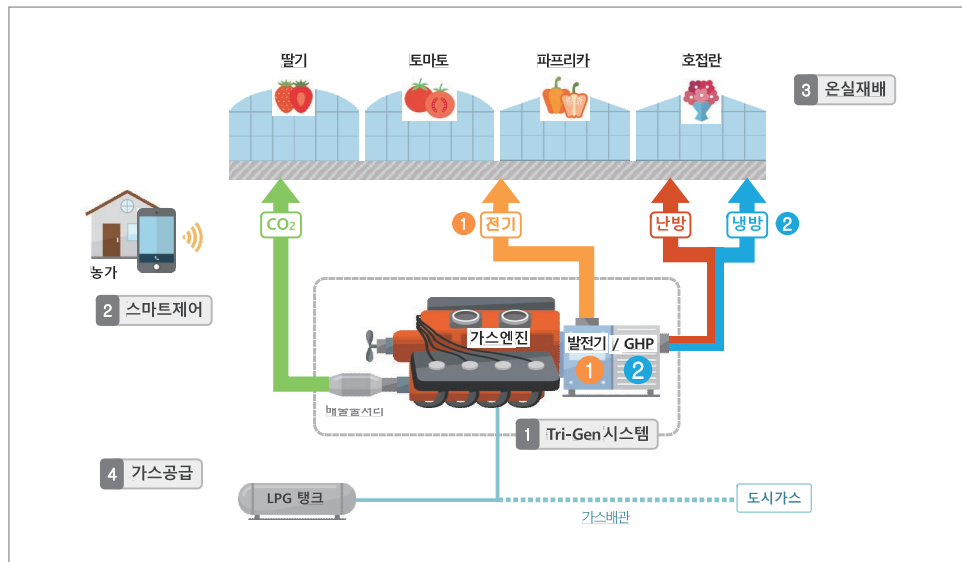 딸기
토마토
파프리카
호접란
3 온실재배
CO₂
1 전기
난방
냉방 2
농가
2 스마트제어
가스엔진
발전기 / GHP
1
2
1 Tri-Gen 시스템
4 가스공급
LPG 탱크
도시가스
가스배관